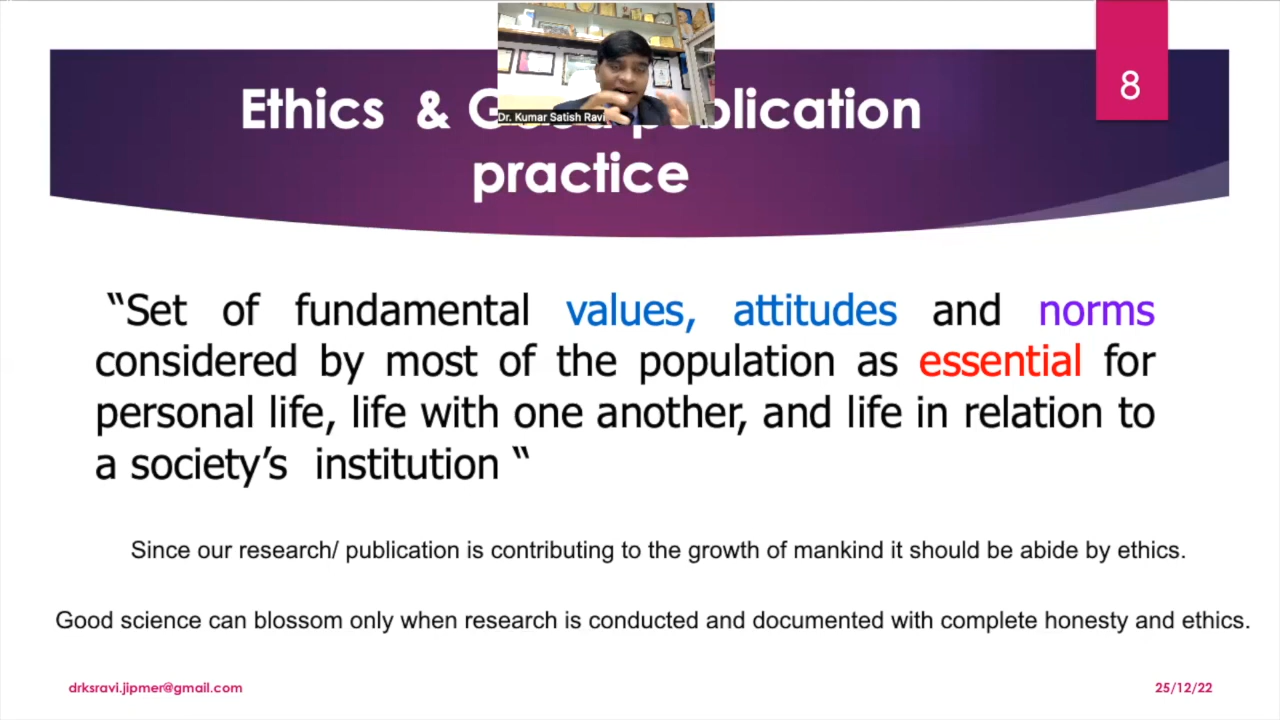 8
Ethics & G blication
practice
Dr. Kumar Satish Ravi
“Set of fundamental values, attitudes and norms
considered by most of the population as essential for
personal life, life with one another, and life in relation to
a society’s institution “
Since our research/ publication is contributing to the growth of mankind it should be abide by ethics.
Good science can blossom only when research is conducted and documented with complete honesty and ethics.
drksravi.jipmer@gmail.com
25/12/22